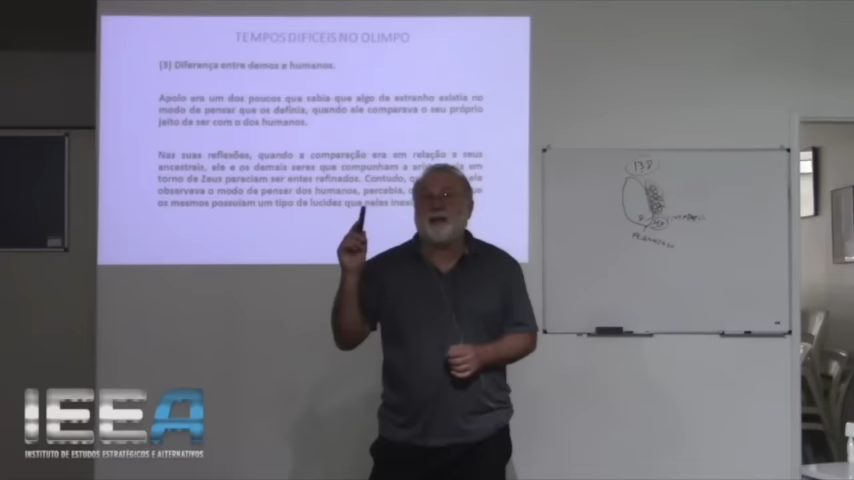 TEMPOS DIFÍCEIS NO OLIMPO
(3) Diferença entre demos e humanos.
Apolo era um dos poucos que sabia que algo de estranho existia no
modo de pensar que os definia, quando ele comparava o seu próprio
jeito de ser com o dos humanos.
Nas suas reflexões, quando a comparação era em relação a seus
ancestrais, ele e os demais seres que compunham a em
torno de Zeus pareciam ser entes refinados. Contudo, ele
observava o modo de pensar dos humanos, percebia, que
os mesmos possuíam um tipo de lucidez que neles
138
IEEA
INSTITUTO DE ESTUDOS ESTRATÉGICOS E ALTERNATIVOS